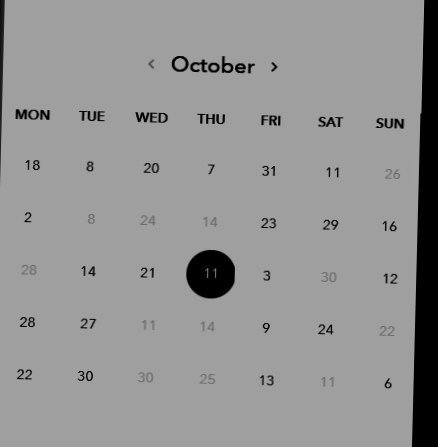 ‹ October ›
MON TUE WED THU FRI SAT SUN
18 8 20 7 31 11 26
2 8 24 14 23 29 16
28 14 21 11 3 30 12
28 27 11 14 9 24 22
22 30 30 25 13 11 6